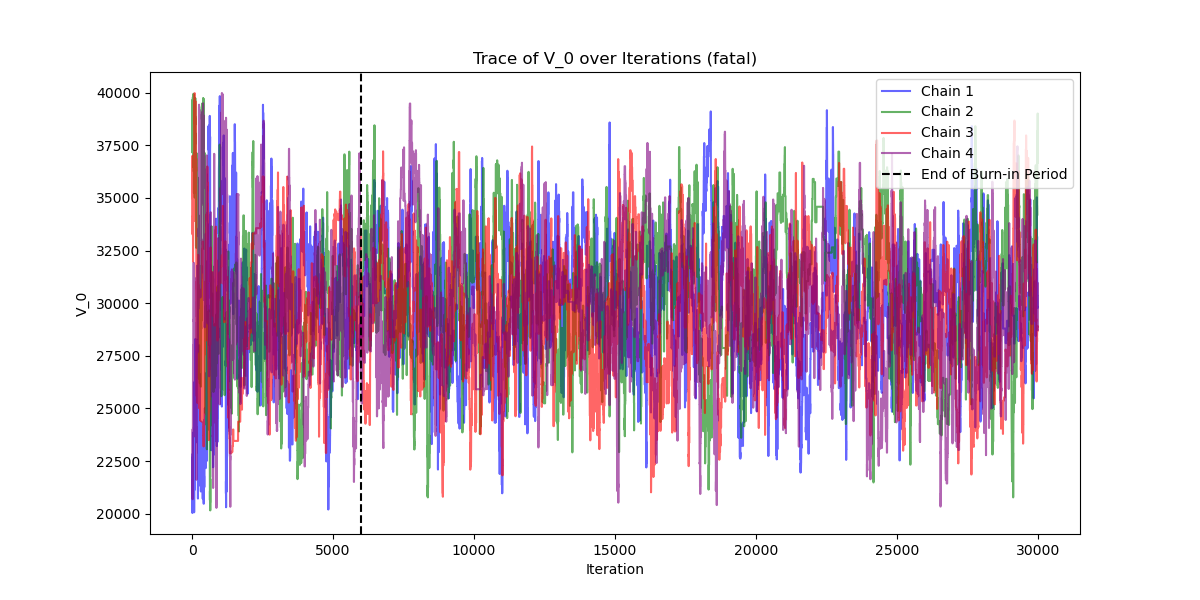 Trace of V_0 over Iterations (fatal)
40000
37500
35000
32500
30000
27500
25000
22500
20000
V_0
Chain 1
Chain 2
Chain 3
Chain 4
End of Burn-in Period
0 5000 10000 15000 20000 25000 30000
Iteration